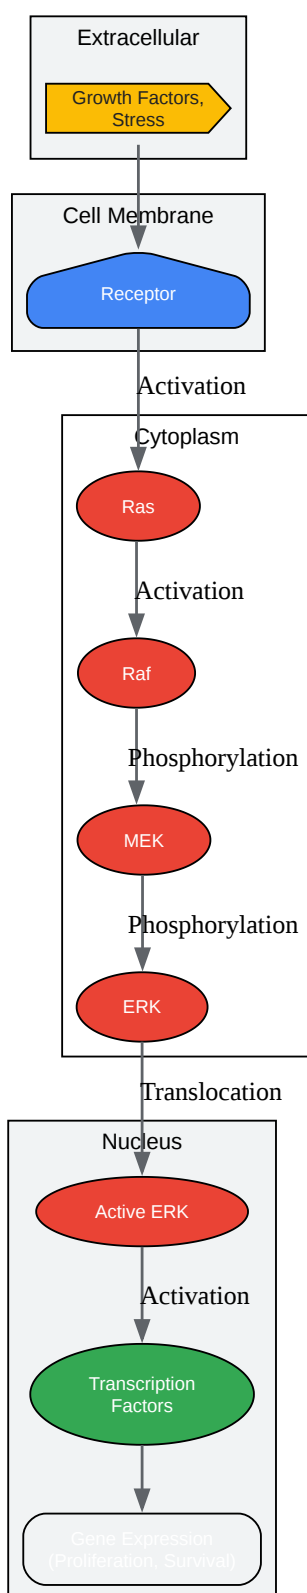 Extracellular
Growth Factors,
Stress
Cell Membrane
Receptor
Activation
Cytoplasm
Ras
Activation
Raf
Phosphorylation
MEK
Phosphorylation
ERK
Translocation
Nucleus
Active ERK
Activation
Transcription
Factors
Gene Expression
(Proliferation, Survival)